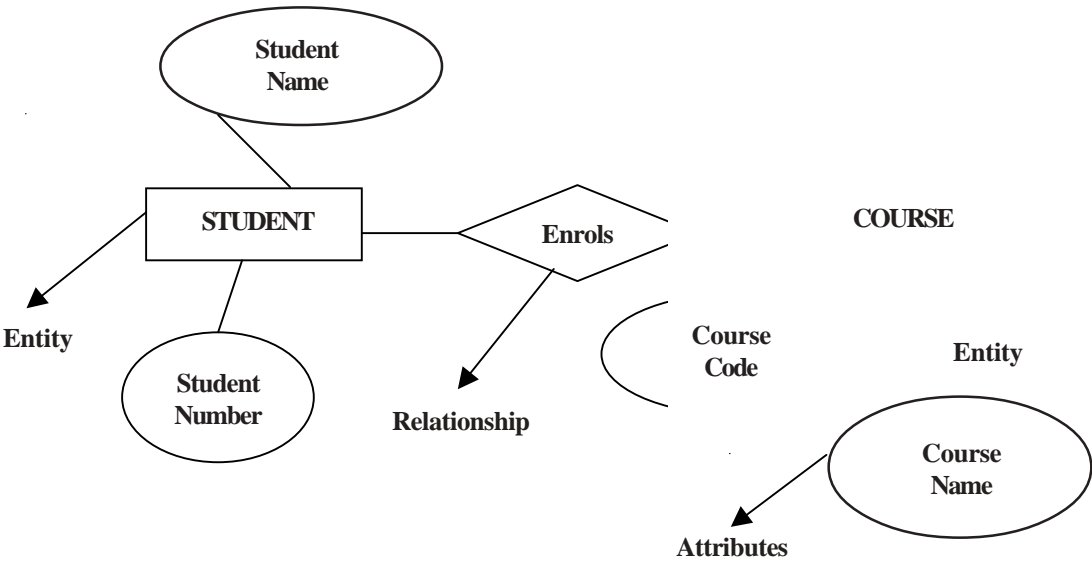 Student
Name
STUDENT
Enrols
COURSE
Entity
Course
Code
Entity
Student
Number
Relationship
Course
Name
Attributes